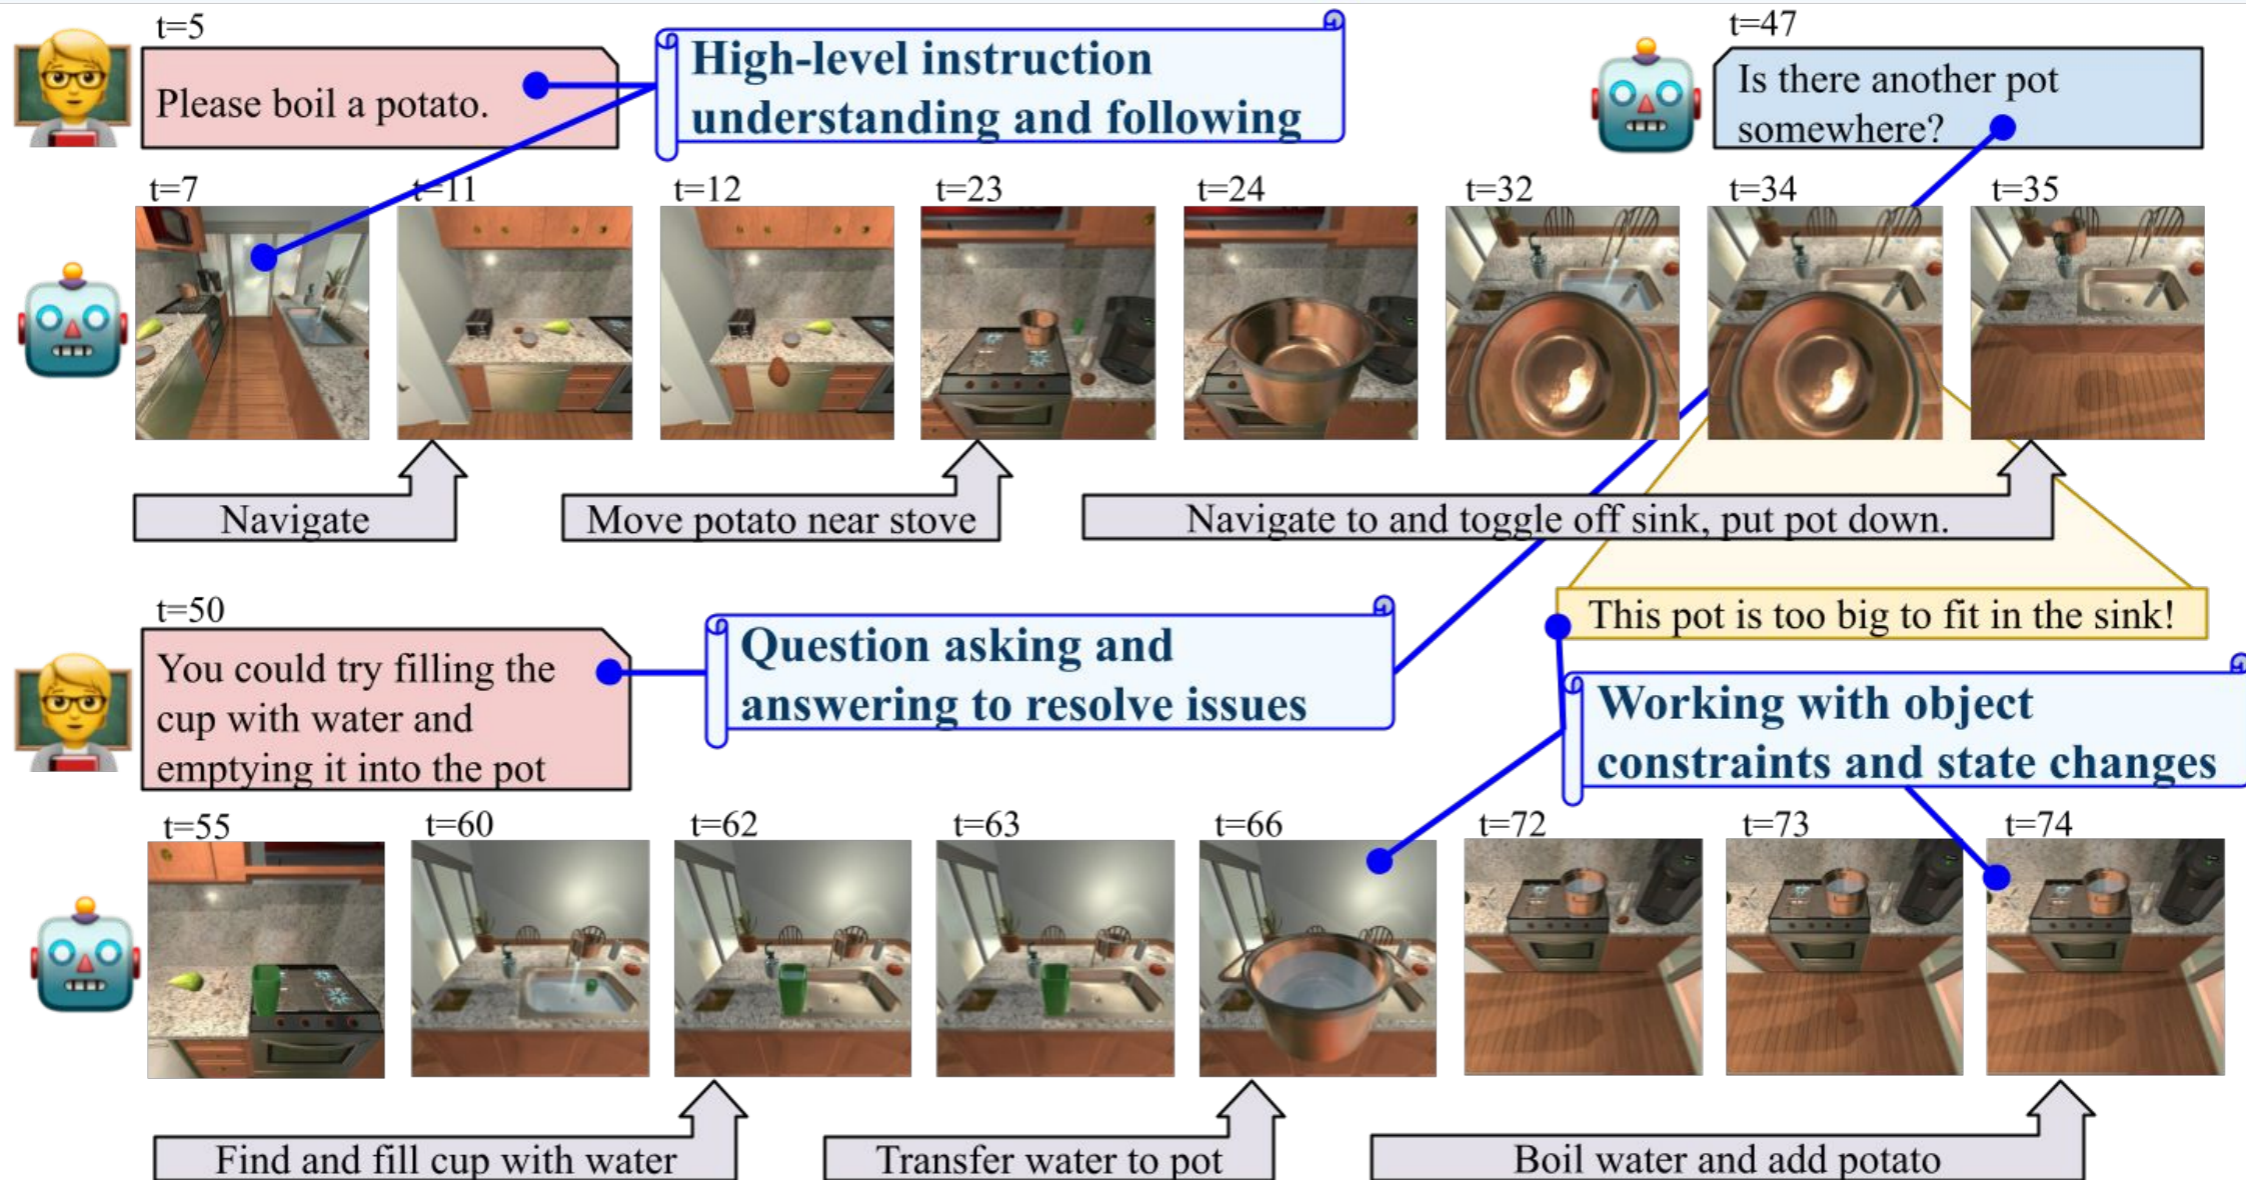 t=5
Please boil a potato.
High-level instruction
understanding and following
t=47
Is there another pot
somewhere?
t=7
t=11
t=12
t=23
t=24
t=32
t=34
t=35
Navigate
Move potato near stove
Navigate to and toggle off sink, put pot down.
This pot is too big to fit in the sink!
t=50
You could try filling the
cup with water and
emptying it into the pot
Question asking and
answering to resolve issues
Working with object
constraints and state changes
t=55
t=60
t=62
t=63
t=66
t=72
t=73
t=74
Find and fill cup with water
Transfer water to pot
Boil water and add potato